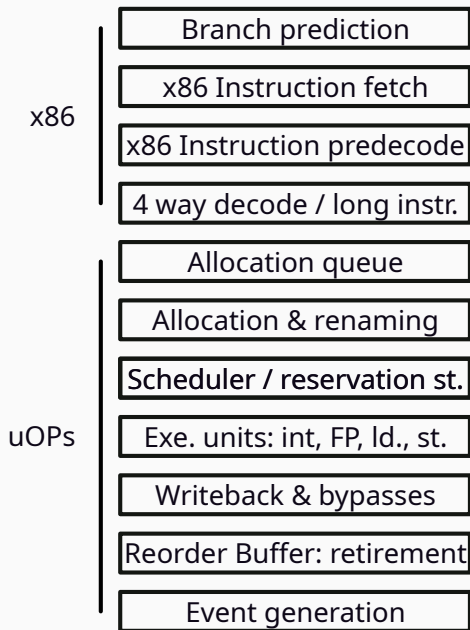 Branch prediction
x86 Instruction fetch
x86
x86 Instruction predecode
4 way decode / long instr.
Allocation queue
Allocation & renaming
Scheduler / reservation st.
uOPs
Exe. units: int, FP, ld., st.
Writeback & bypasses
Reorder Buffer: retirement
Event generation